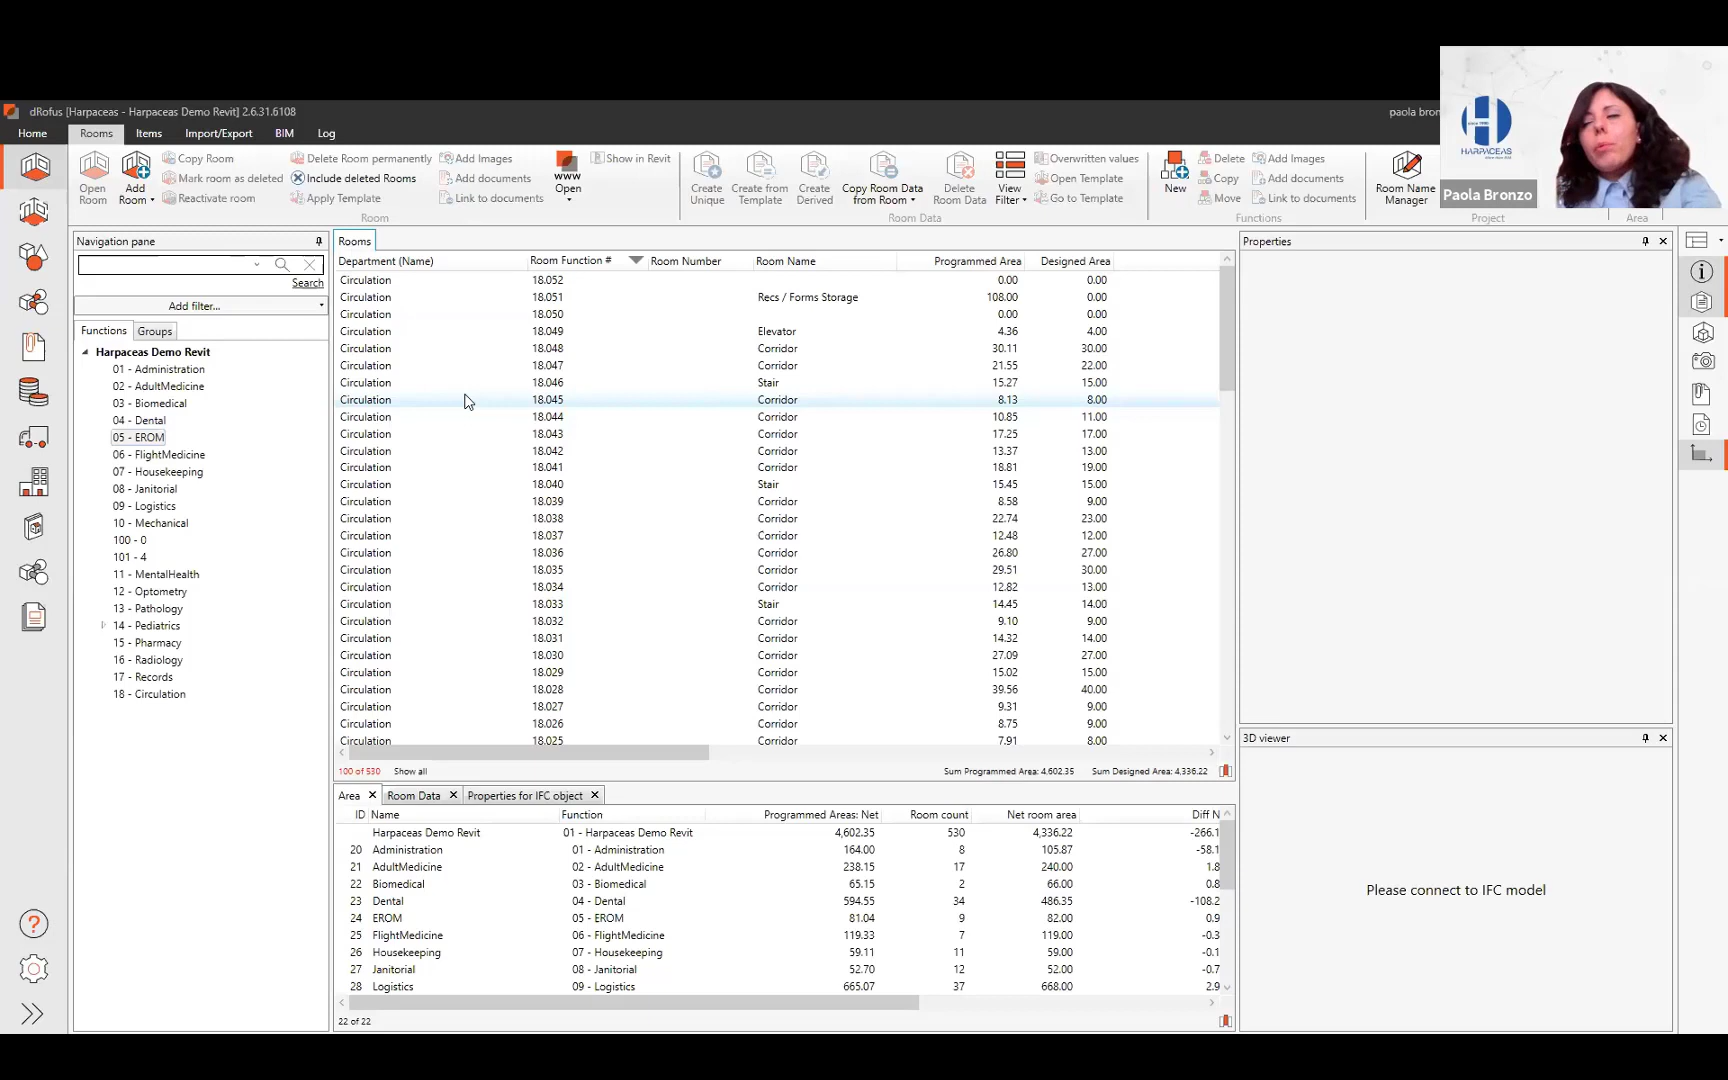 dRofus [Harpaceas - Harpaceas Demo Revit] 2.6.31.6108
paola bron
Home Rooms Items Import/Export BIM Log
Open Room
Add Room
Copy Room
Mark room as deleted
Reactivate room
Delete Room permanently
Include deleted Rooms
Apply Template
Add Images
Add documents
Link to documents
www Open
Show in Revit
Room
Create Unique
Create from Template
Create Derived
Copy Room Data from Room
Delete Room Data
View Filter
Overwritten values
Open Template
Go to Template
Room Data
New
Delete
Copy
Move
Add Images
Add documents
Link to documents
Functions
Room Name Manager
Project
Area
HARPACEAS
Paola Bronzo
Navigation pane
Search
Add filter...
Functions Groups
Harpaceas Demo Revit
01 - Administration
02 - AdultMedicine
03 - Biomedical
04 - Dental
05 - EROM
06 - FlightMedicine
07 - Housekeeping
08 - Janitorial
09 - Logistics
10 - Mechanical
100 - 0
101 - 4
11 - MentalHealth
12 - Optometry
13 - Pathology
14 - Pediatrics
15 - Pharmacy
16 - Radiology
17 - Records
18 - Circulation
Rooms
Department (Name) Room Function # Room Number Room Name Programmed Area Designed Area
Circulation 18.052 0.00 0.00
Circulation 18.051 Recs / Forms Storage 108.00 0.00
Circulation 18.050 0.00 0.00
Circulation 18.049 Elevator 4.36 4.00
Circulation 18.048 Corridor 30.11 30.00
Circulation 18.047 Corridor 21.55 22.00
Circulation 18.046 Stair 15.27 15.00
Circulation 18.045 Corridor 8.13 8.00
Circulation 18.044 Corridor 10.85 11.00
Circulation 18.043 Corridor 17.25 17.00
Circulation 18.042 Corridor 13.37 13.00
Circulation 18.041 Corridor 18.81 19.00
Circulation 18.040 Stair 15.45 15.00
Circulation 18.039 Corridor 8.58 9.00
Circulation 18.038 Corridor 22.74 23.00
Circulation 18.037 Corridor 12.48 12.00
Circulation 18.036 Corridor 26.80 27.00
Circulation 18.035 Corridor 29.51 30.00
Circulation 18.034 Corridor 12.82 13.00
Circulation 18.033 Stair 14.45 14.00
Circulation 18.032 Corridor 9.10 9.00
Circulation 18.031 Corridor 14.32 14.00
Circulation 18.030 Corridor 27.09 27.00
Circulation 18.029 Corridor 15.02 15.00
Circulation 18.028 Corridor 39.56 40.00
Circulation 18.027 Corridor 9.31 9.00
Circulation 18.026 Corridor 8.75 9.00
Circulation 18.025 Corridor 7.91 8.00
100 of 530 Show all Sum Programmed Area: 4,602.35 Sum Designed Area: 4,336.22
Area Room Data Properties for IFC object
ID Name Function Programmed Areas: Net Room count Net room area Diff N
Harpaceas Demo Revit 01 - Harpaceas Demo Revit 4,602.35 530 4,336.22 -266.1
20 Administration 01 - Administration 164.00 8 105.87 -58.1
21 AdultMedicine 02 - AdultMedicine 238.15 17 240.00 1.8
22 Biomedical 03 - Biomedical 65.15 2 66.00 0.8
23 Dental 04 - Dental 594.55 34 486.35 -108.2
24 EROM 05 - EROM 81.04 9 82.00 0.9
25 FlightMedicine 06 - FlightMedicine 119.33 7 119.00 -0.3
26 Housekeeping 07 - Housekeeping 59.11 11 59.00 -0.1
27 Janitorial 08 - Janitorial 52.70 12 52.00 -0.7
28 Logistics 09 - Logistics 665.07 37 668.00 2.9
22 of 22
Properties
3D viewer
Please connect to IFC model